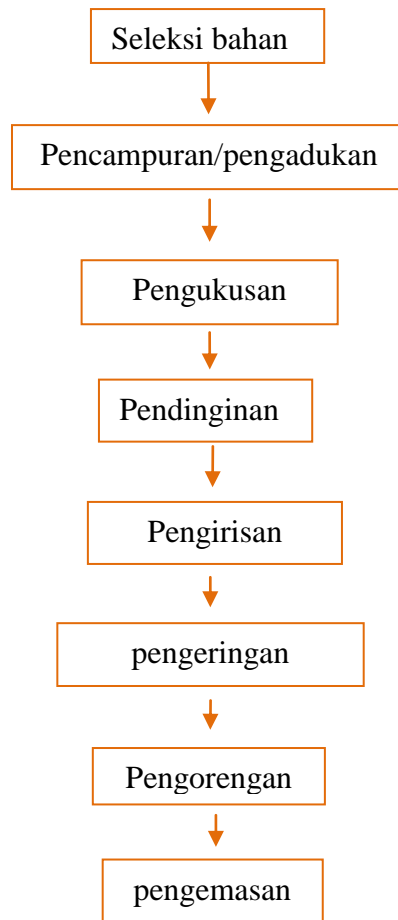 Seleksi bahan
Pencampuran/pengadukan
Pengukusan
Pendinginan
Pengirisan
pengeringan
Pengorengan
pengemasan